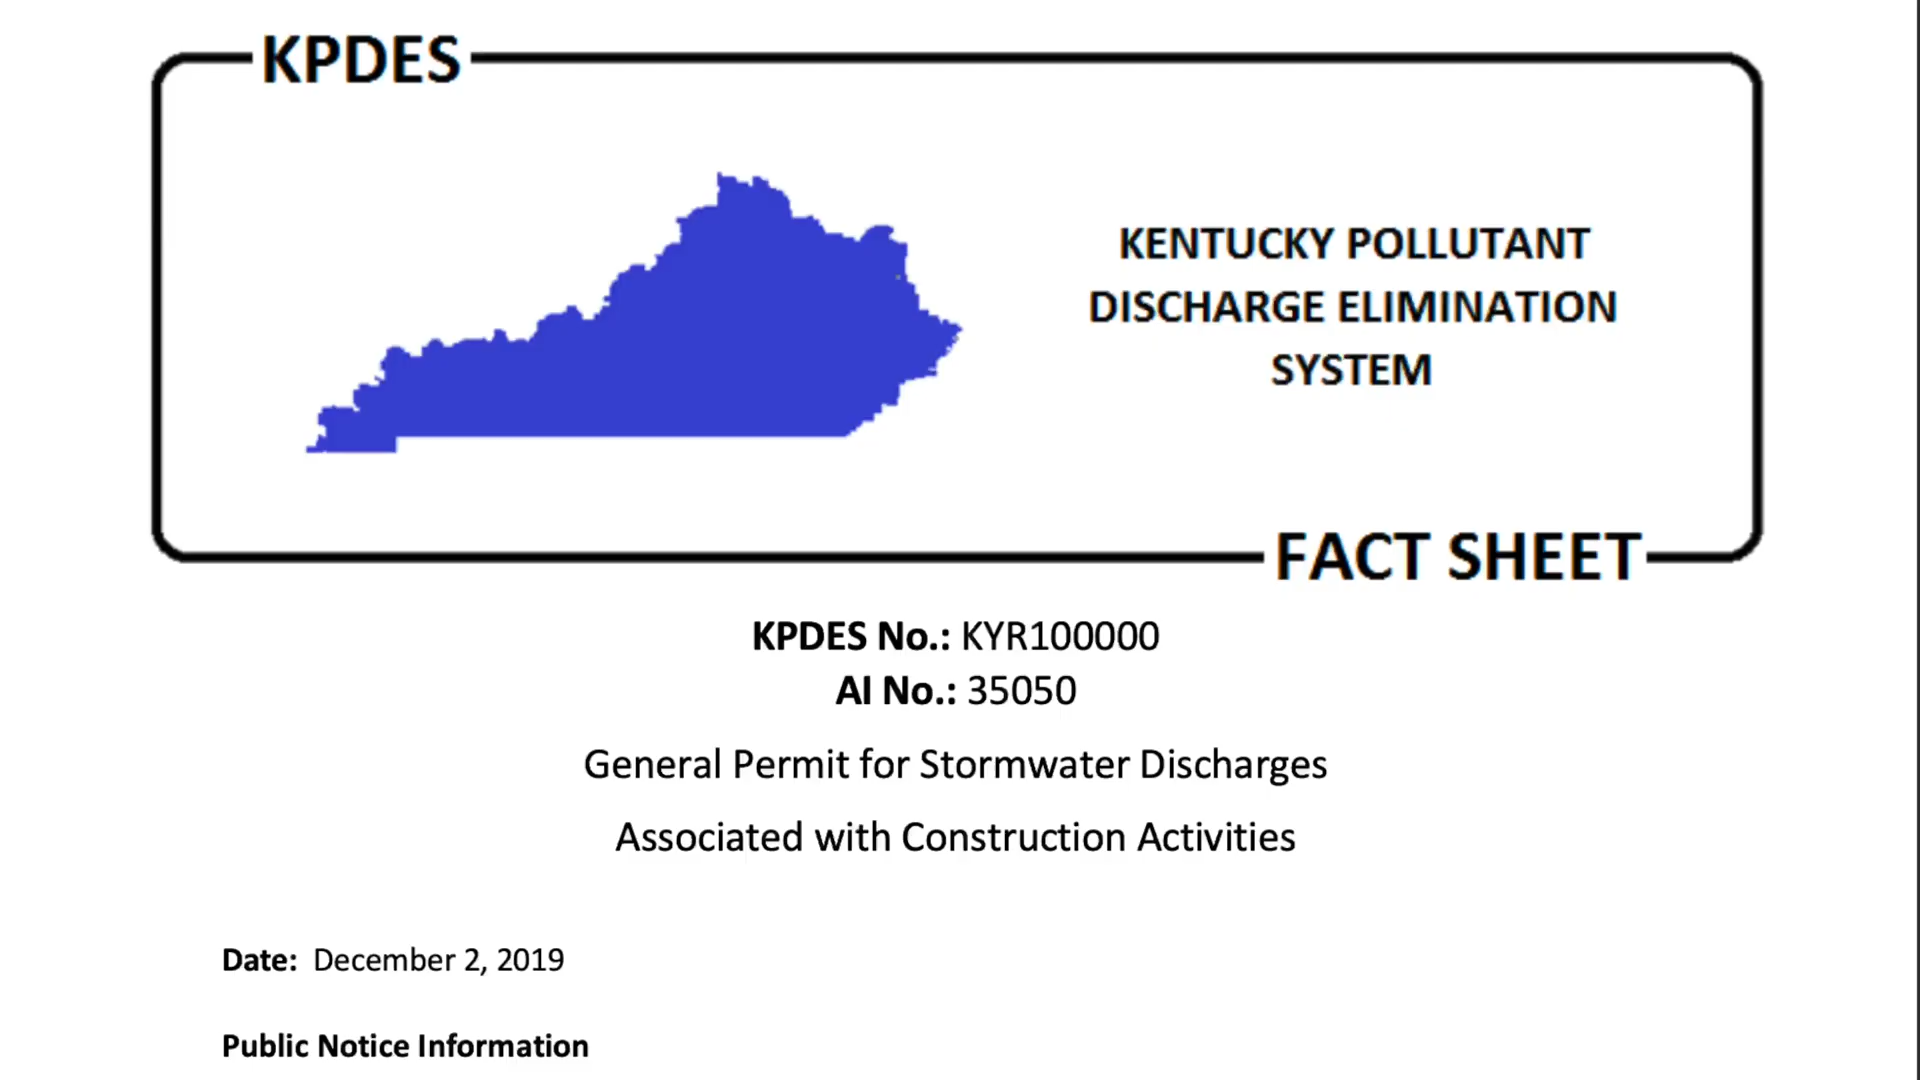 KPDES
KENTUCKY POLLUTANT
DISCHARGE ELIMINATION
SYSTEM
FACT SHEET
KPDES No.: KYR100000
AI No.: 35050
General Permit for Stormwater Discharges
Associated with Construction Activities
Date: December 2, 2019
Public Notice Information